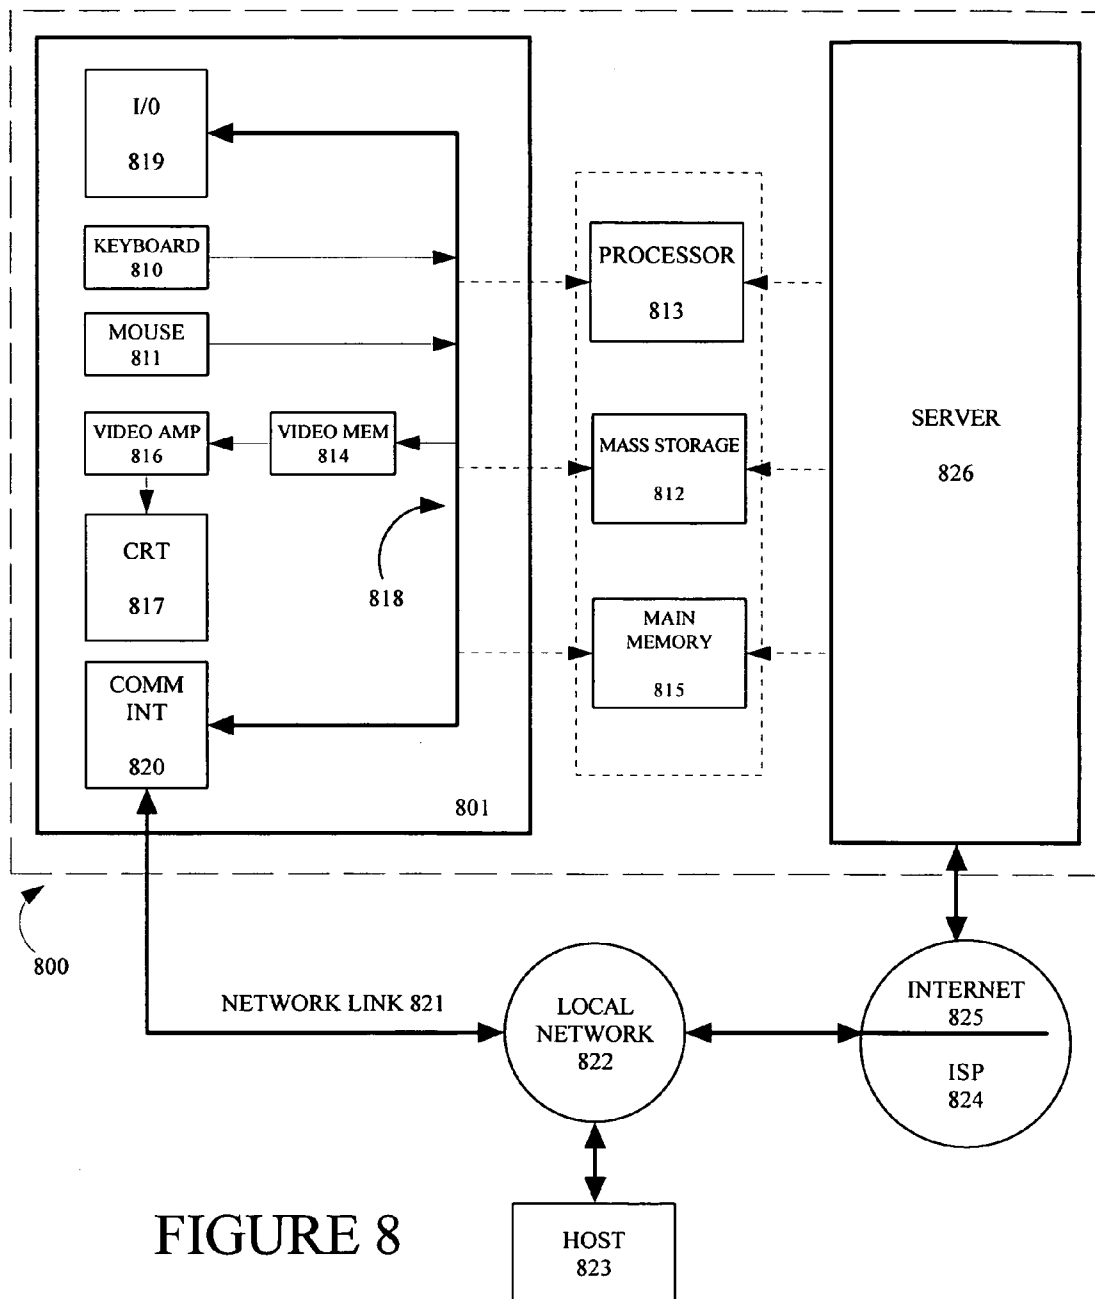 I/0
819
KEYBOARD
810
MOUSE
811
VIDEO AMP
816
VIDEO MEM
814
CRT
817
818
COMM
INT
820
801
PROCESSOR
813
MASS STORAGE
812
MAIN
MEMORY
815
SERVER
826
800
NETWORK LINK 821
LOCAL
NETWORK
822
INTERNET
825
ISP
824
HOST
823
FIGURE 8